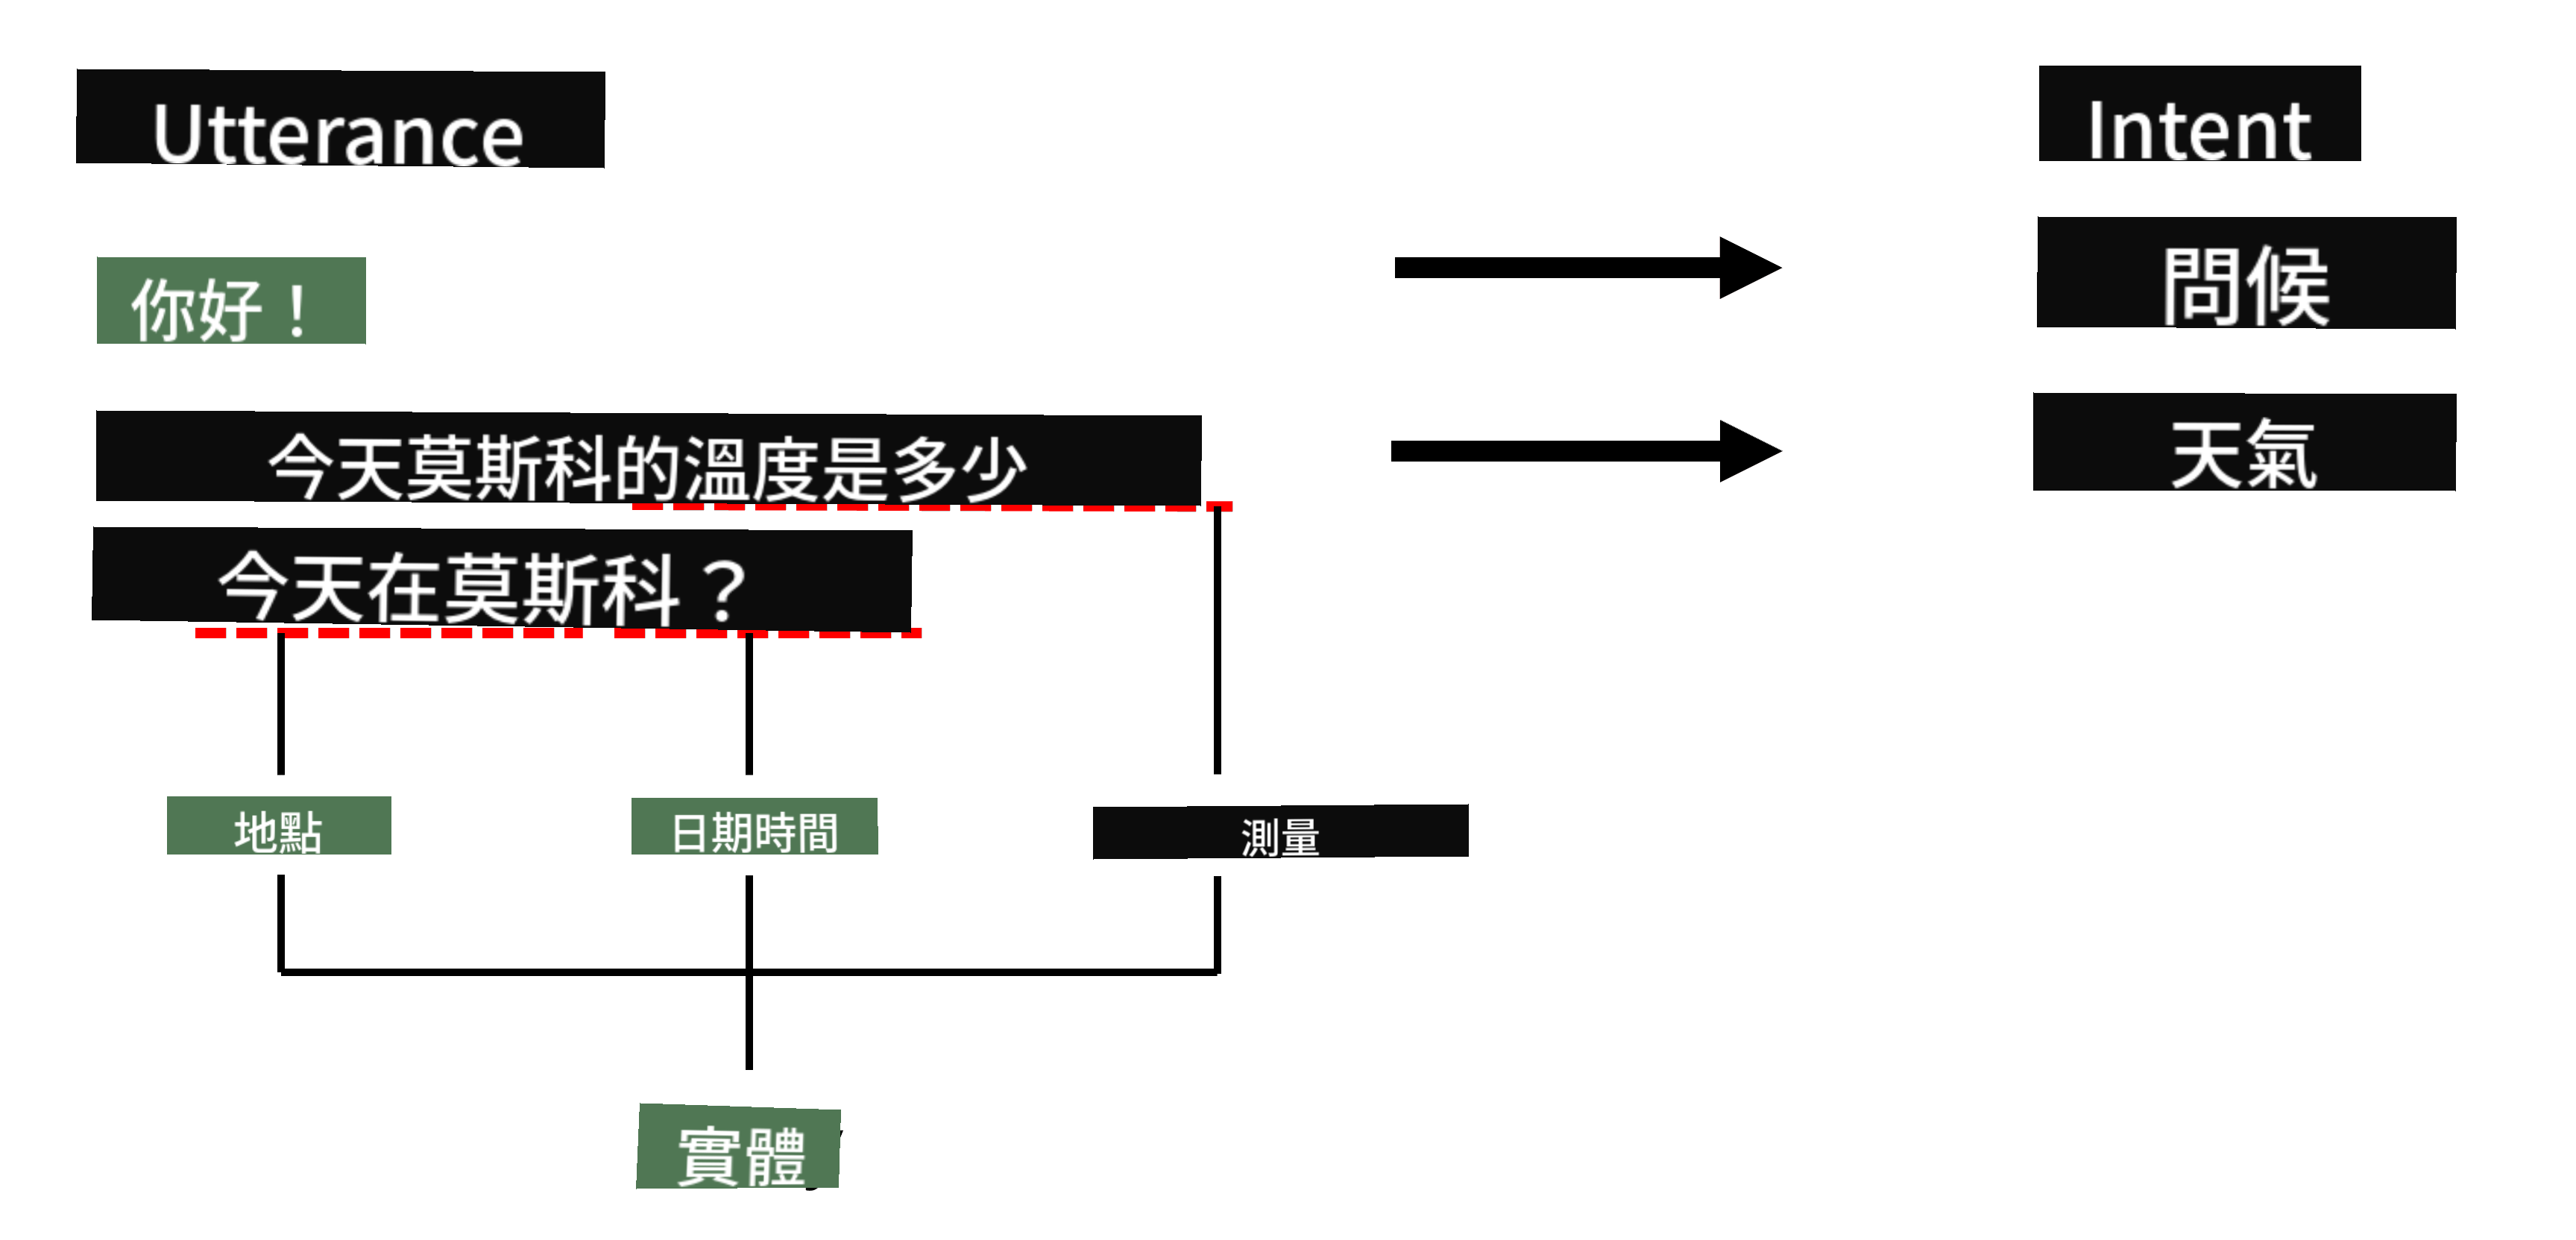 Utterance
Intent
你好！
問候
今天莫斯科的溫度是多少
天氣
今天在莫斯科？
地點
日期時間
測量
實體